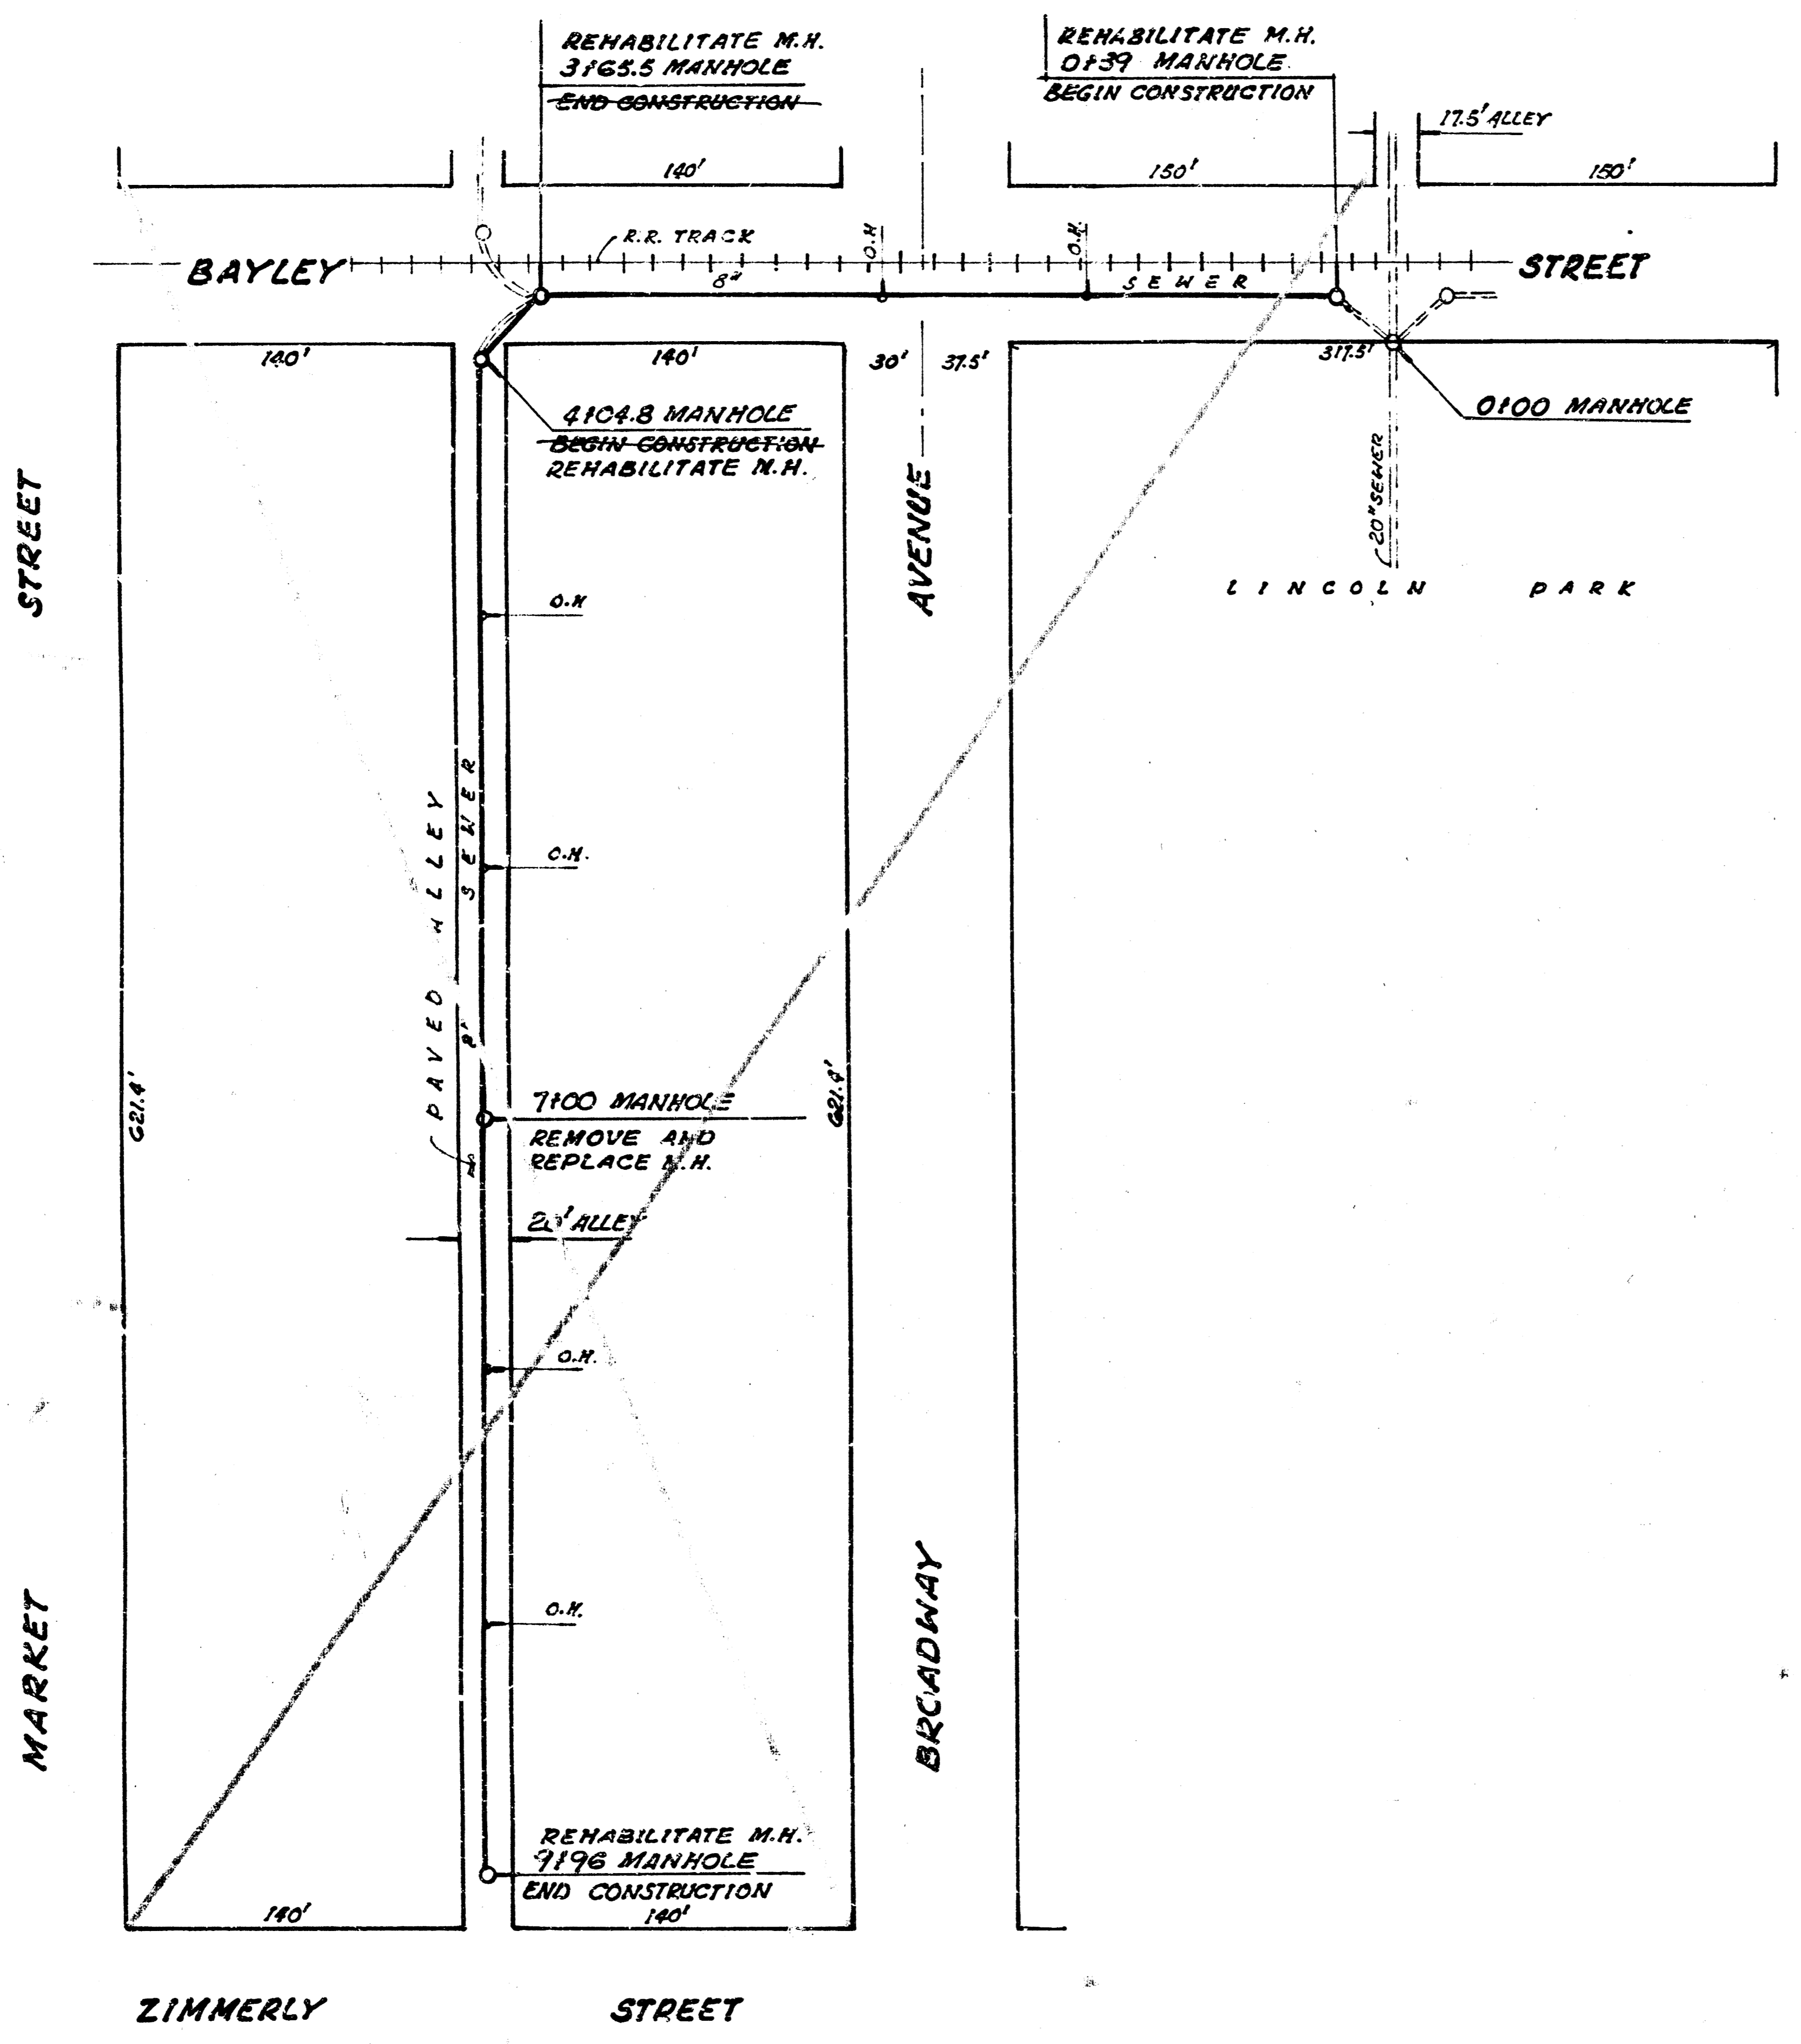 REHABILITATE M.H.
3+65.5 MANHOLE
END CONSTRUCTION
REHABILITATE M.H.
0+39 MANHOLE
BEGIN CONSTRUCTION
17.5' ALLEY
140'
150'
150'
R.R. TRACK
O.H
O.H.
BAYLEY
STREET
8"
SEWER
140'
140'
30'
37.5'
317.5'
4+04.8 MANHOLE
BEGIN CONSTRUCTION
REHABILITATE M.H.
0+00 MANHOLE
20" SEWER
LINCOLN PARK
STREET
AVENUE
O.H
O.H.
SEWER
PAVED ALLEY
8"
621.4'
621.4'
7+00 MANHOLE
REMOVE AND
REPLACE M.H.
20' ALLEY
O.H.
O.H.
MARKET
BROADWAY
REHABILITATE M.H.
9+96 MANHOLE
END CONSTRUCTION
140'
140'
ZIMMERLY STREET